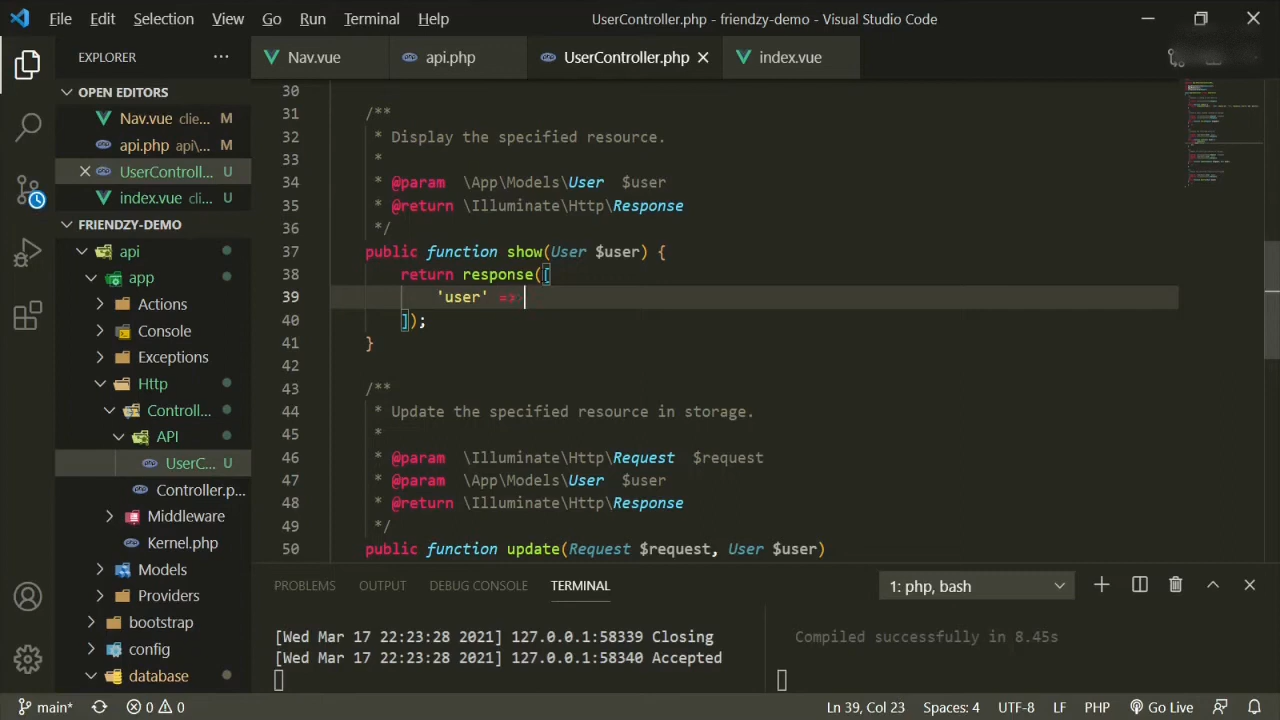 File Edit Selection View Go Run Terminal Help UserController.php - friendzy-demo - Visual Studio Code
EXPLORER
Nav.vue api.php UserController.php index.vue
OPEN EDITORS
Nav.vue clie... M
api.php api\... M
UserControll... U
index.vue cli... U
FRIENDZY-DEMO
api
app
Actions
Console
Exceptions
Http
Controll...
API
UserC... U
Controller.p...
Middleware
Kernel.php
Models
Providers
bootstrap
config
database
30
31 /**
32 * Display the specified resource.
33 *
34 * @param \App\Models\User $user
35 * @return \Illuminate\Http\Response
36 */
37 public function show(User $user) {
38 return response([
39 'user' =>
40 ]);
41 }
42
43 /**
44 * Update the specified resource in storage.
45 *
46 * @param \Illuminate\Http\Request $request
47 * @param \App\Models\User $user
48 * @return \Illuminate\Http\Response
49 */
50 public function update(Request $request, User $user)
PROBLEMS OUTPUT DEBUG CONSOLE TERMINAL 1: php, bash
[Wed Mar 17 22:23:28 2021] 127.0.0.1:58339 Closing
[Wed Mar 17 22:23:28 2021] 127.0.0.1:58340 Accepted
Compiled successfully in 8.45s
main* 0 0 Ln 39, Col 23 Spaces: 4 UTF-8 LF PHP Go Live